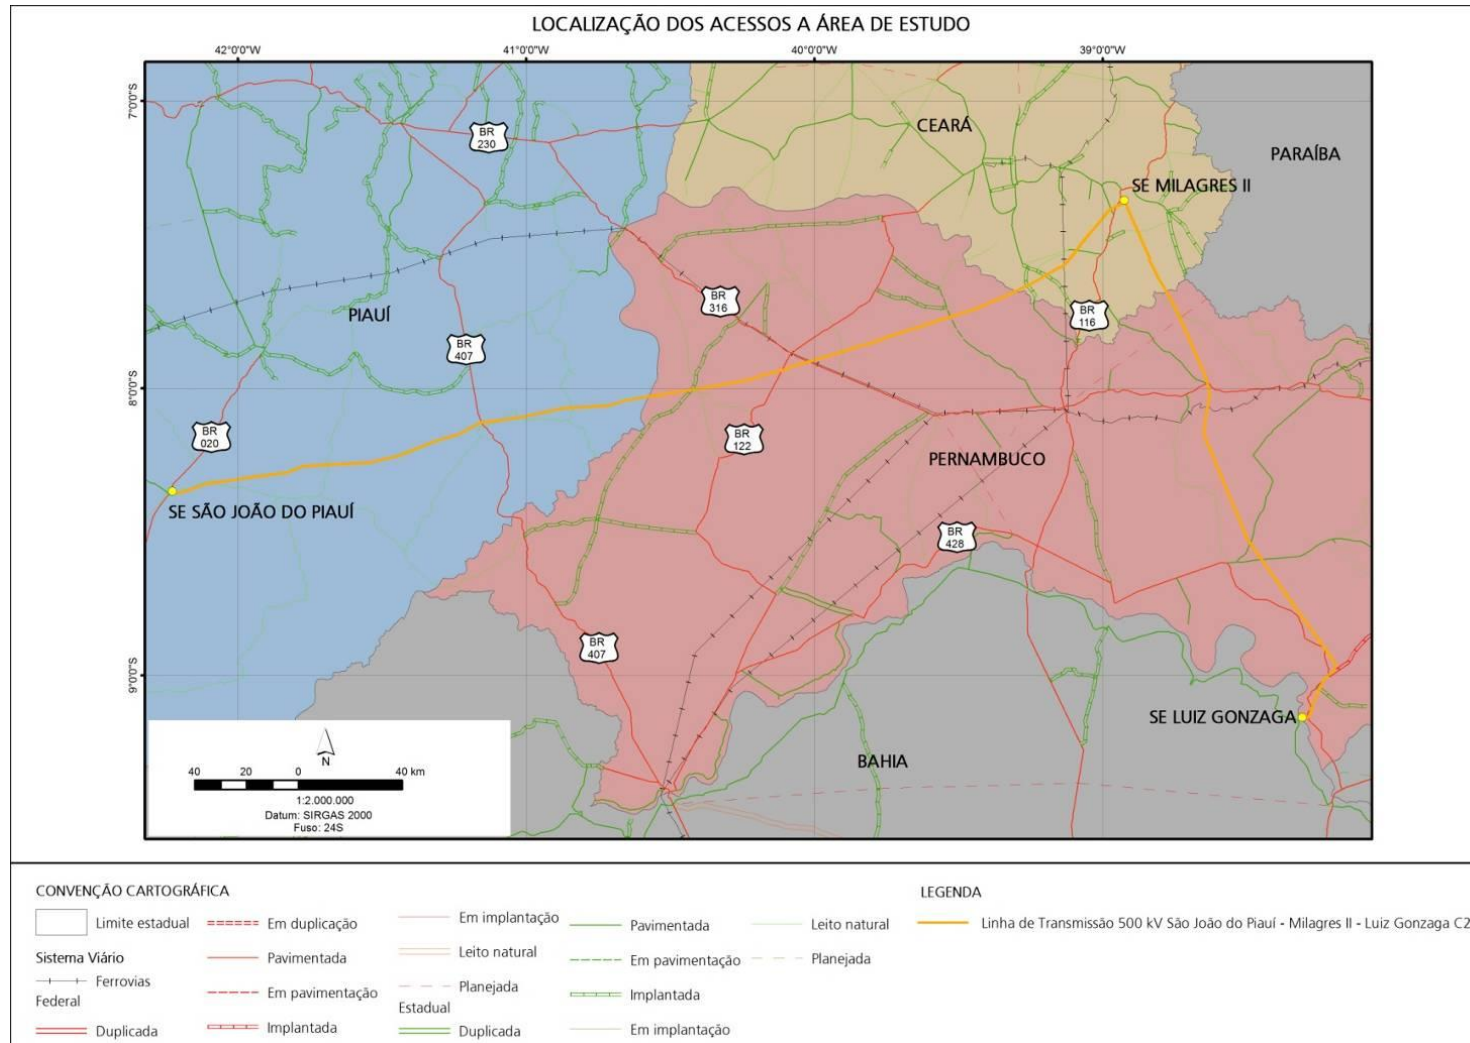 LOCALIZAÇÃO DOS ACESSOS A ÁREA DE ESTUDO
42°0'0"W
41°0'0"W
40°0'0"W
39°0'0"W
7°0'0"S
8°0'0"S
9°0'0"S
BR
230
CEARÁ
PARAÍBA
SE MILAGRES II
BR
316
PIAUÍ
BR
116
BR
407
BR
020
BR
122
PERNAMBUCO
SE SÃO JOÃO DO PIAUÍ
BR
428
BR
407
SE LUIZ GONZAGA
BAHIA
N
40 20 0 40 km
1:2.000.000
Datum: SIRGAS 2000
Fuso: 24S
CONVENÇÃO CARTOGRÁFICA
Limite estadual
Sistema Viário
Ferrovias
Federal
Duplicada
Em duplicação
Pavimentada
Em pavimentação
Implantada
Em implantação
Leito natural
Planejada
Estadual
Duplicada
Pavimentada
Em pavimentação
Implantada
Em implantação
Leito natural
Planejada
LEGENDA
Linha de Transmissão 500 kV São João do Piauí - Milagres II - Luiz Gonzaga C2